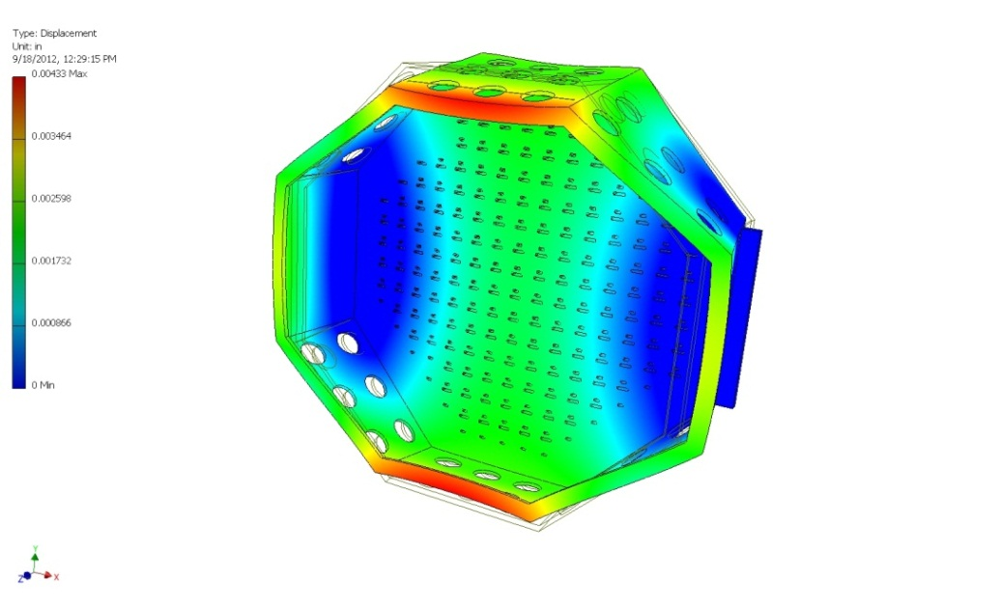 Type: Displacement
Unit: in
9/18/2012, 12:29:15 PM
0.00433 Max
0.003464
0.002598
0.001732
0.000866
0 Min
Y
Z
X